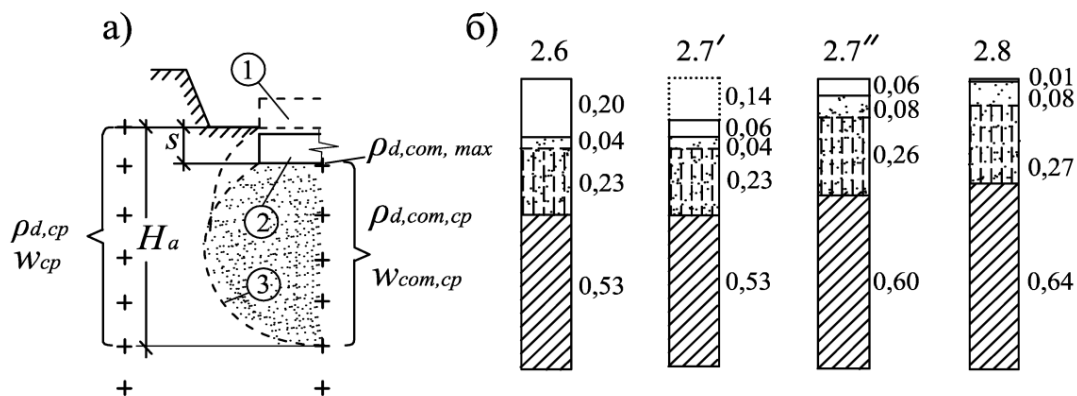 а)
1
s
ρd,com, max
2
ρd,cp
wcp
Ha
ρd,com,cp
wcom,cp
3
б)
2.6
0,20
0,04
0,23
0,53
2.7′
0,14
0,06
0,04
0,23
0,53
2.7″
0,06
0,08
0,26
0,60
2.8
0,01
0,08
0,27
0,64